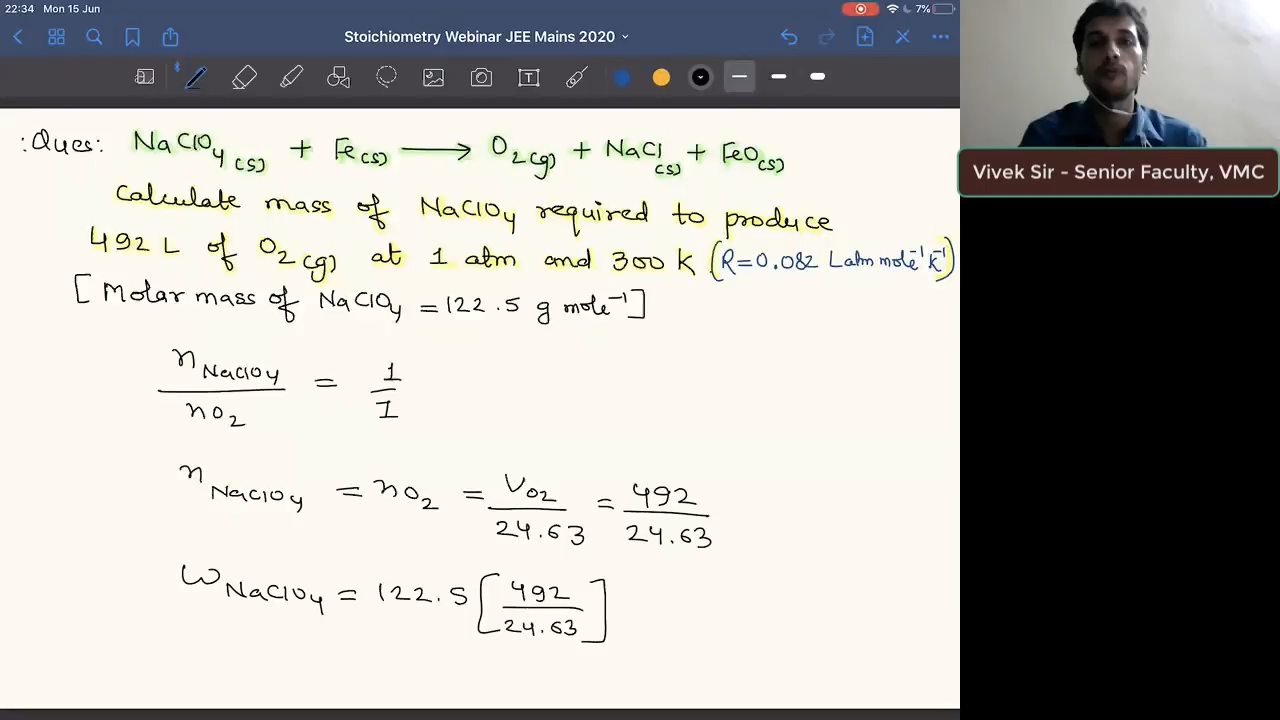 22:34 Mon 15 Jun
7%
Stoichiometry Webinar JEE Mains 2020
T
:Ques: NaClO4(s) + Fe(s) ⟶ O2(g) + NaCl(s) + FeO(s)
Calculate mass of NaClO4 required to produce
492 L of O2(g) at 1 atm and 300 K (R=0.082 L atm mole⁻¹ K⁻¹)
[Molar mass of NaClO4 = 122.5 g mole⁻¹]
nNaClO4 / nO2 = 1/1
nNaClO4 = nO2 = VO2/24.63 = 492/24.63
WNaClO4 = 122.5 [492/24.63]
Vivek Sir - Senior Faculty, VMC